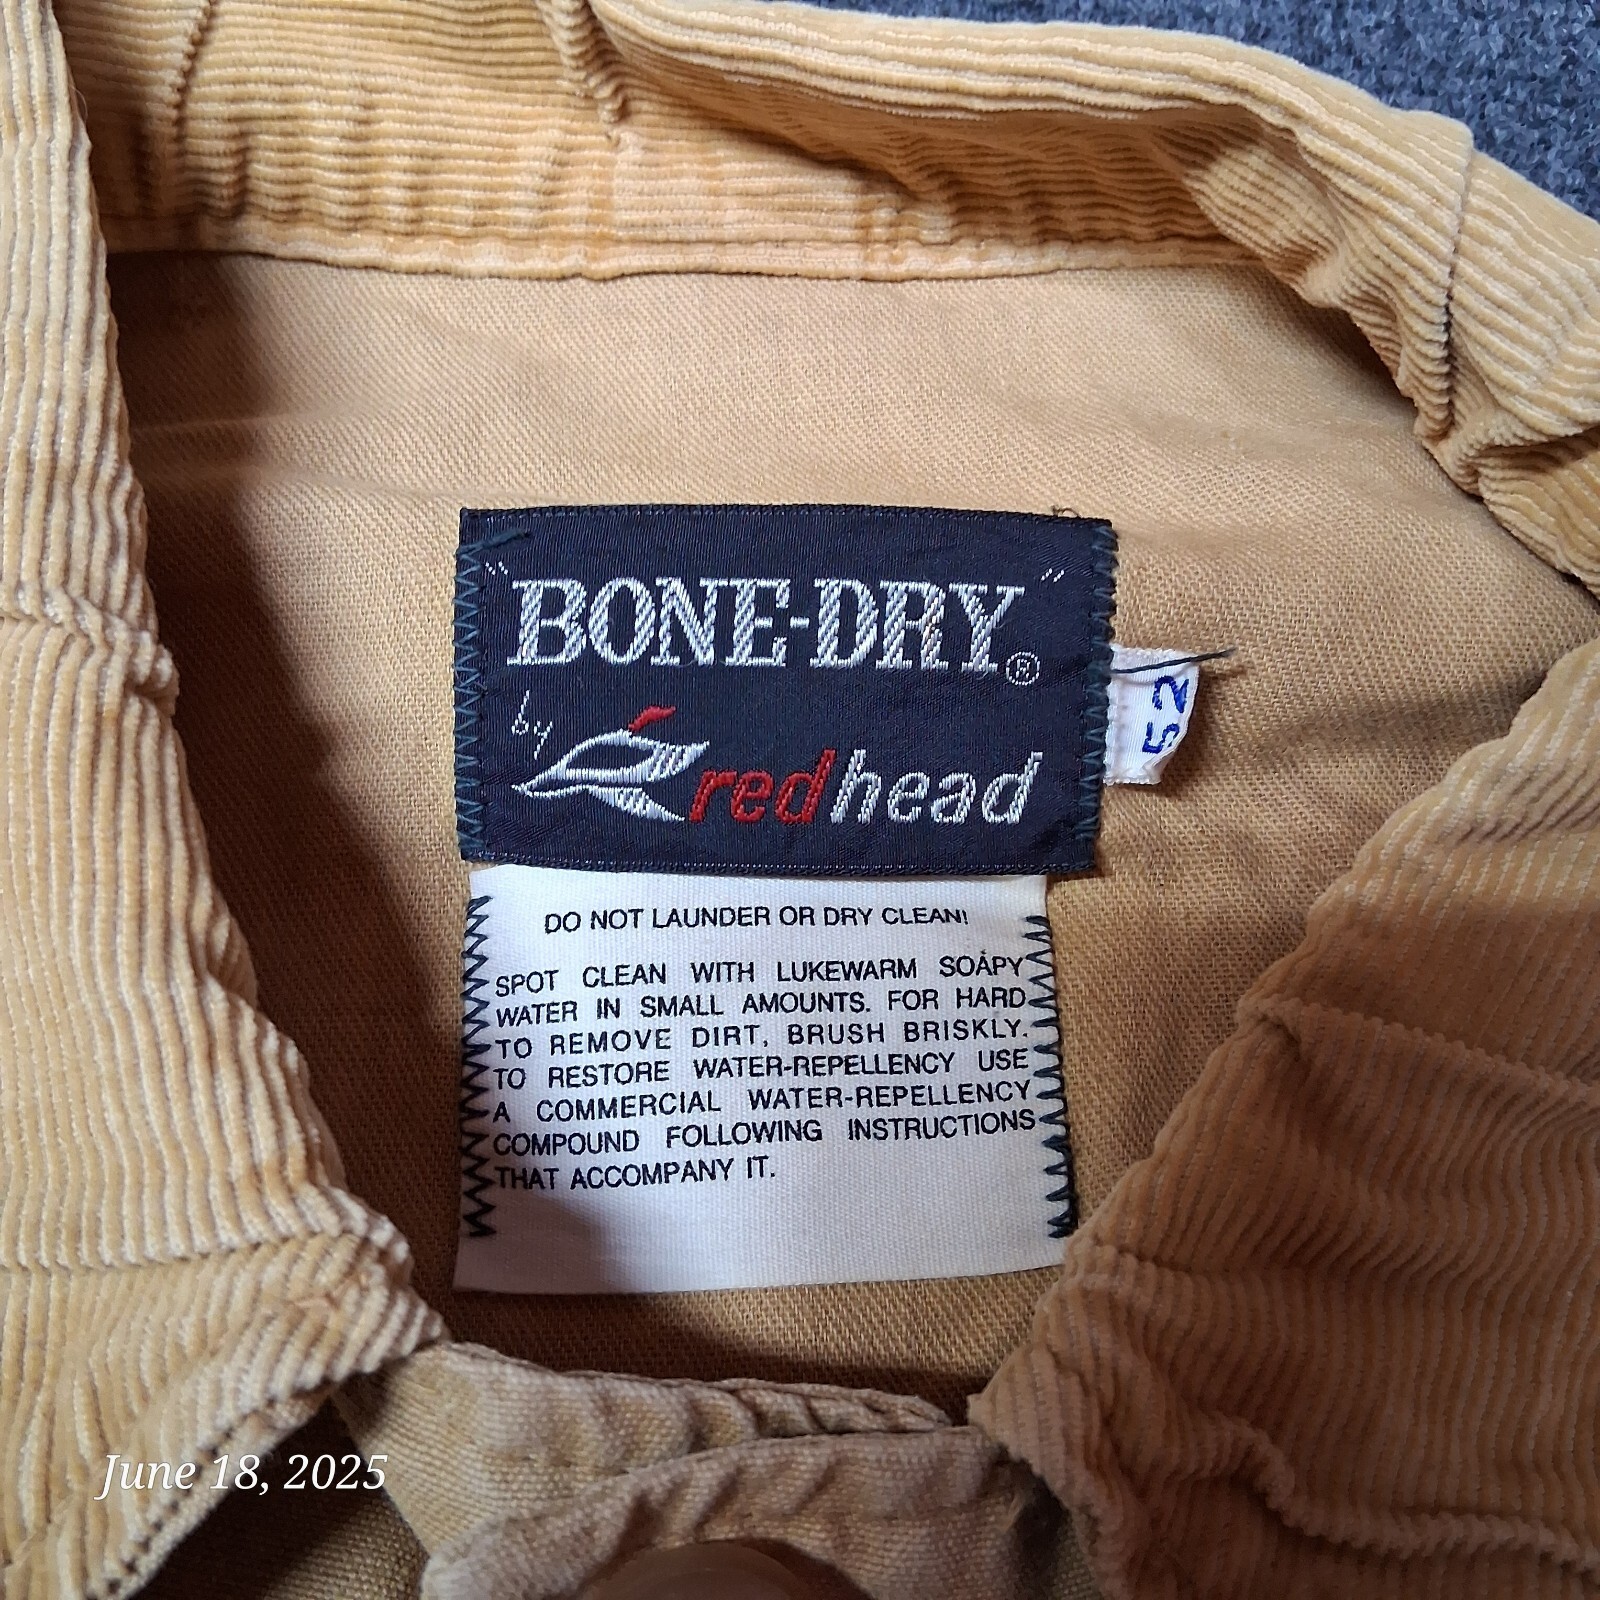 "BONE-DRY"®
by redhead
52
DO NOT LAUNDER OR DRY CLEAN!
SPOT CLEAN WITH LUKEWARM SOAPY
WATER IN SMALL AMOUNTS. FOR HARD
TO REMOVE DIRT, BRUSH BRISKLY.
TO RESTORE WATER-REPELLENCY USE
A COMMERCIAL WATER-REPELLENCY
COMPOUND FOLLOWING INSTRUCTIONS
THAT ACCOMPANY IT.
June 18, 2025